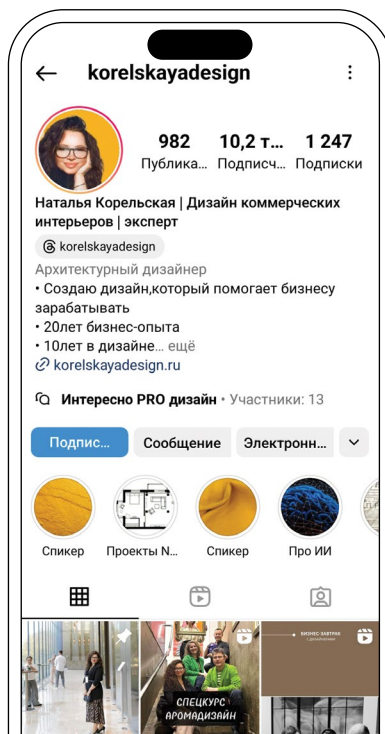 korelskayadesign
982 10,2 т... 1 247
Публика... Подписч... Подписки
Наталья Корельская | Дизайн коммерческих
интерьеров | эксперт
korelskayadesign
Архитектурный дизайнер
• Создаю дизайн,который помогает бизнесу
зарабатывать
• 20лет бизнес-опыта
• 10лет в дизайне... ещё
korelskayadesign.ru
Интересно PRO дизайн • Участники: 13
Подпис... Сообщение Электронн...
Спикер Проекты N... Спикер Про ИИ
БИЗНЕС-ЗАВТРАК
С ДИЗАЙНЕРАМИ
СПЕЦКУРС
АРОМАДИЗАЙН